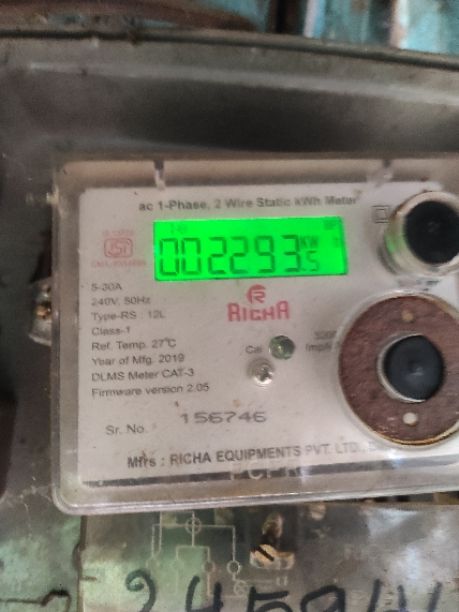 ac 1-Phase, 2 Wire Static kWh Meter
002293.5
KW
RICHA
5-30A
240V, 50Hz
Type-RS : 12L
Class-1
Ref. Temp. 27°C
Year of Mfg. 2019
DLMS Meter CAT-3
Firmware version 2.05
Cal
Sr. No. 156746
Mfrs : RICHA EQUIPMENTS PVT. LTD.